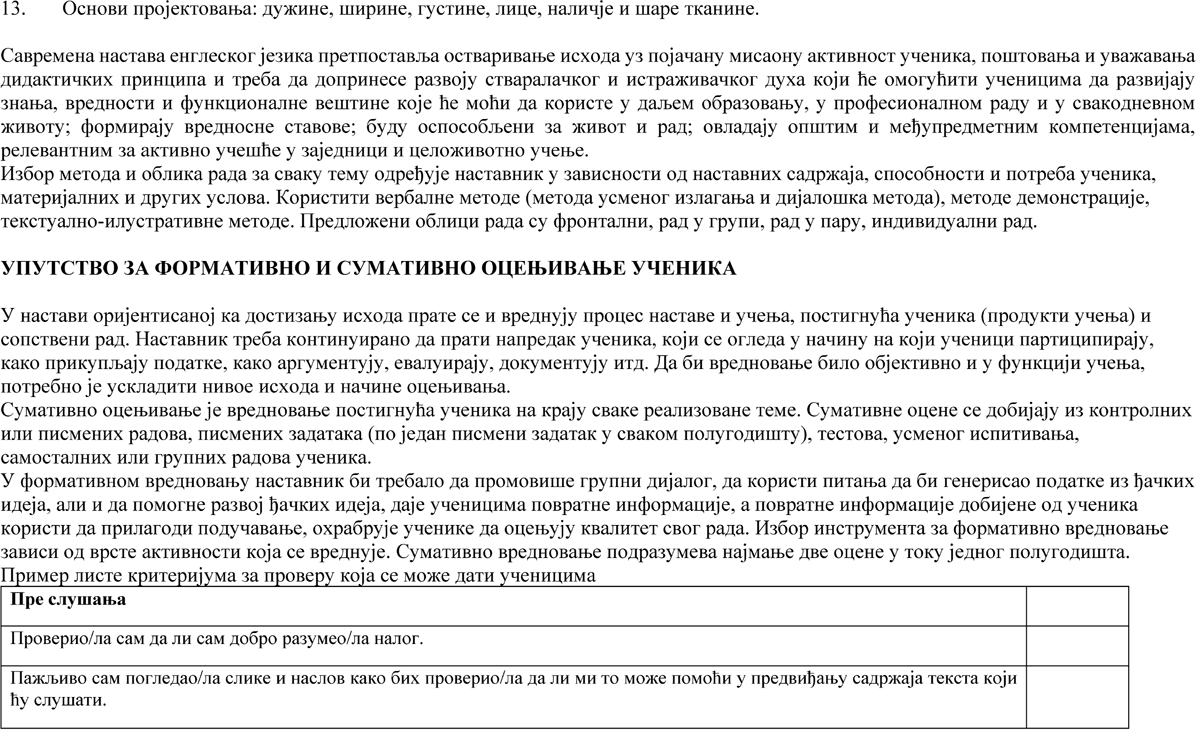 13. Основи пројектовања: дужине, ширине, густине, лице, наличје и шаре тканине.
Савремена настава енглеског језика претпоставља остваривање исхода уз појачану мисаону активност ученика, поштовања и уважавања
дидактичких принципа и треба да допринесе развоју стваралачког и истраживачког духа који ће омогућити ученицима да развијају
знања, вредности и функционалне вештине које ће моћи да користе у даљем образовању, у професионалном раду и у свакодневном
животу; формирају вредносне ставове; буду оспособљени за живот и рад; овладају општим и међупредметним компетенцијама,
релевантним за активно учешће у заједници и целоживотно учење.
Избор метода и облика рада за сваку тему одређује наставник у зависности од наставних садржаја, способности и потреба ученика,
материјалних и других услова. Користити вербалне методе (метода усменог излагања и дијалошка метода), методе демонстрације,
текстуално-илустративне методе. Предложени облици рада су фронтални, рад у групи, рад у пару, индивидуални рад.
УПУТСТВО ЗА ФОРМАТИВНО И СУМАТИВНО ОЦЕЊИВАЊЕ УЧЕНИКА
У настави оријентисаној ка достизању исхода прате се и вреднују процес наставе и учења, постигнућа ученика (продукти учења) и
сопствени рад. Наставник треба континуирано да прати напредак ученика, који се огледа у начину на који ученици партиципирају,
како прикупљају податке, како аргументују, евалуирају, документују итд. Да би вредновање било објективно и у функцији учења,
потребно је ускладити нивое исхода и начине оцењивања.
Сумативно оцењивање је вредновање постигнућа ученика на крају сваке реализоване теме. Сумативне оцене се добијају из контролних
или писмених радова, писмених задатака (по један писмени задатак у сваком полугодишту), тестова, усменог испитивања,
самосталних или групних радова ученика.
У формативном вредновању наставник би требало да промовише групни дијалог, да користи питања да би генерисао податке из ђачких
идеја, али и да помогне развој ђачких идеја, даје ученицима повратне информације, а повратне информације добијене од ученика
користи да прилагоди подучавање, охрабрује ученике да оцењују квалитет свог рада. Избор инструмента за формативно вредновање
зависи од врсте активности која се вреднује. Сумативно вредновање подразумева најмање две оцене у току једног полугодишта.
Пример листе критеријума за проверу која се може дати ученицима
Пре слушања
Проверио/ла сам да ли сам добро разумео/ла налог.
Пажљиво сам погледао/ла слике и наслов како бих проверио/ла да ли ми то може помоћи у предвиђању садржаја текста који
ћу слушати.